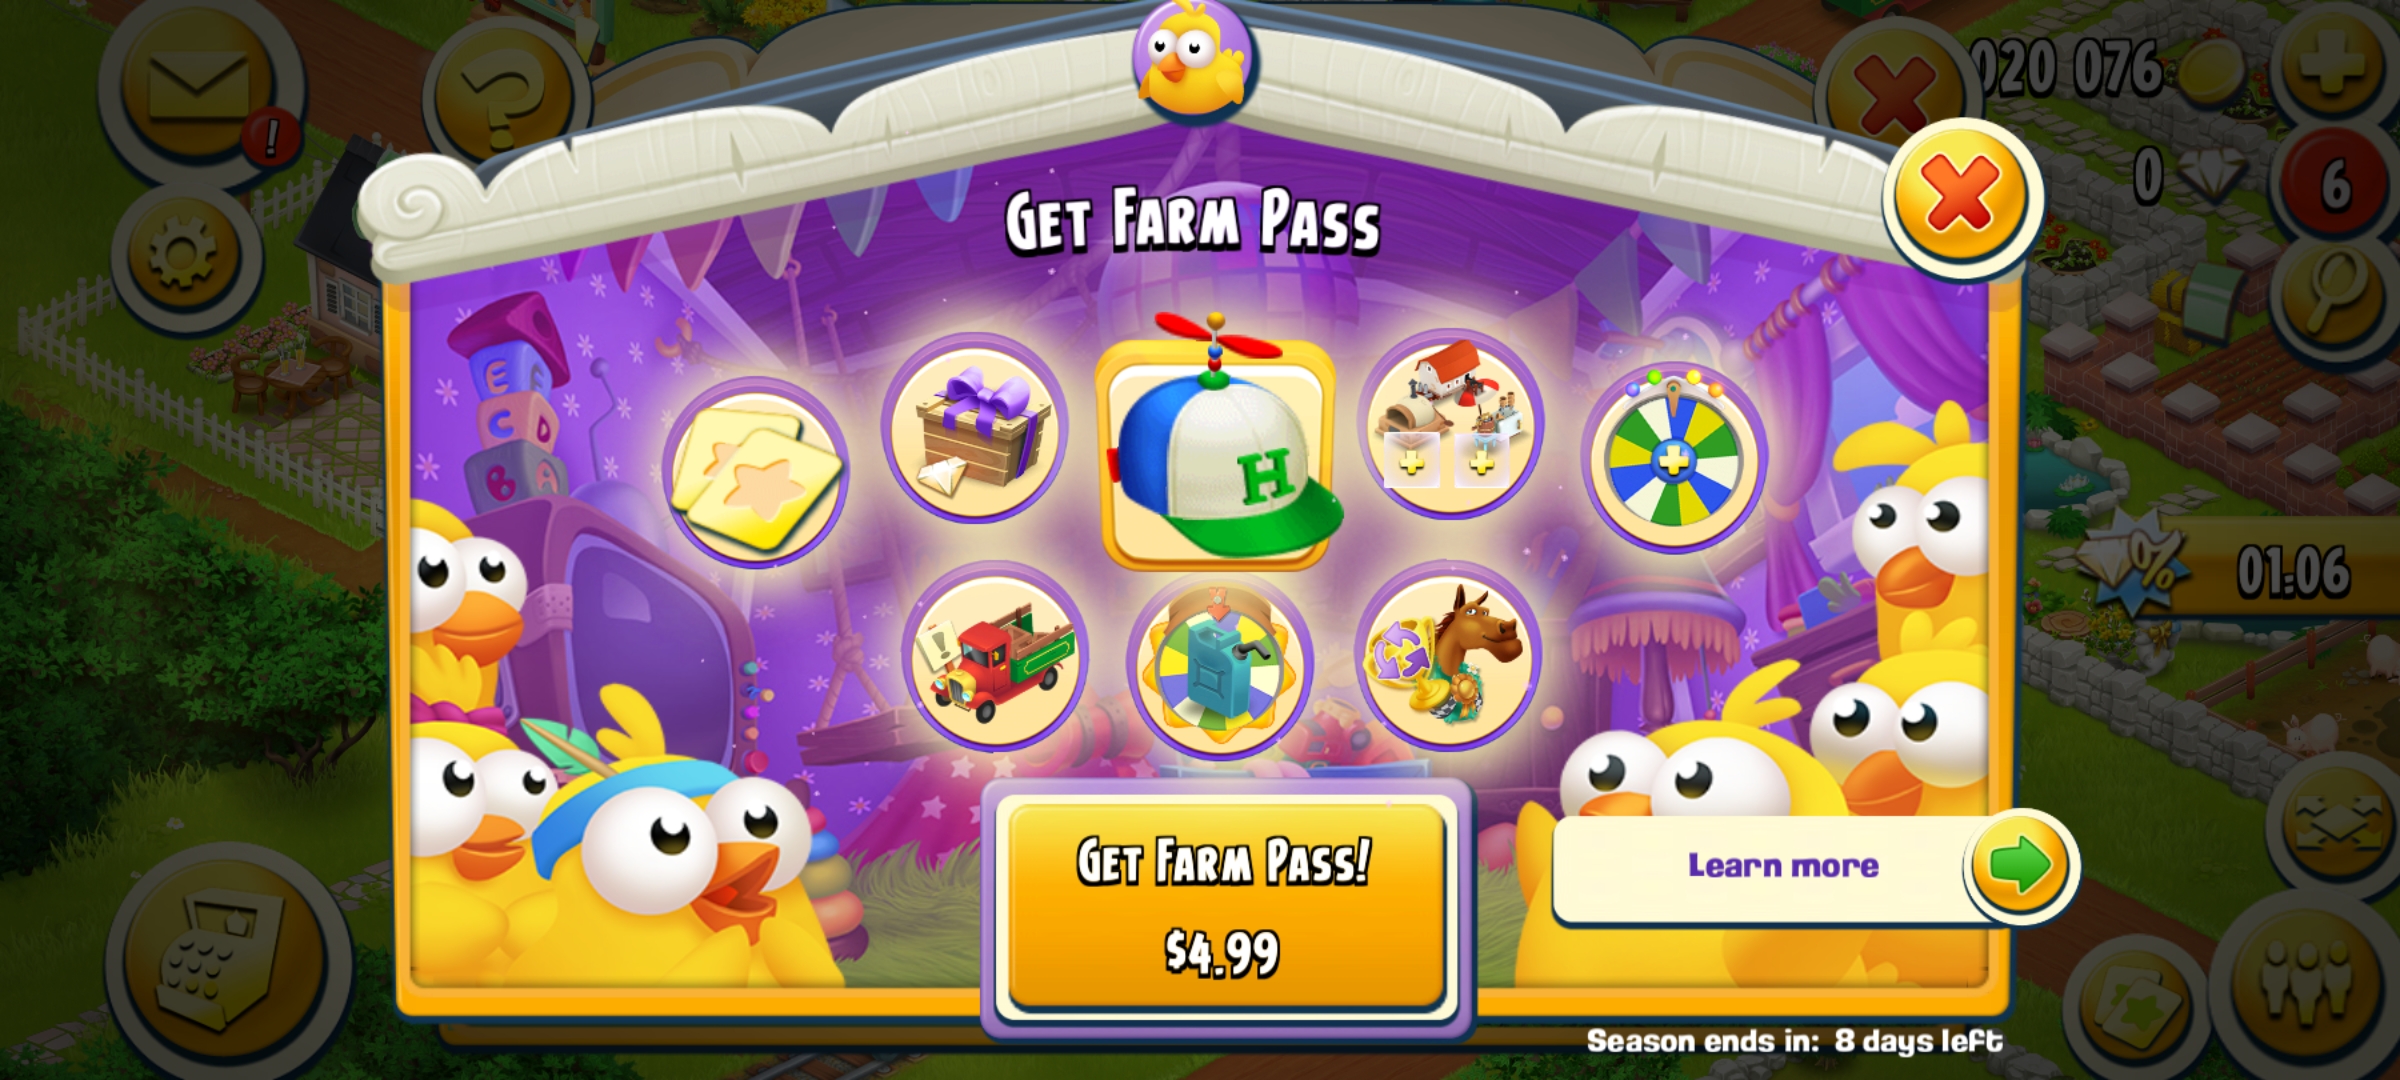 020 076
0
6
GET FARM PASS
H
E F
C D
B A
%
01:06
GET FARM PASS!
$4.99
Learn more
Season ends in: 8 days left